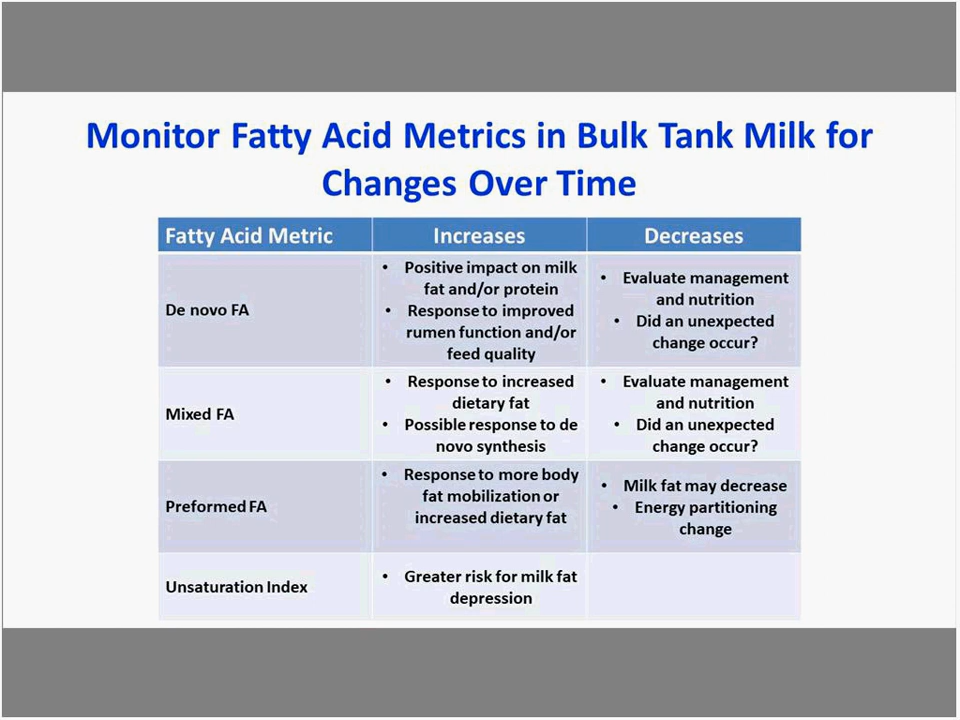 Monitor Fatty Acid Metrics in Bulk Tank Milk for
Changes Over Time
Fatty Acid Metric
Increases
Decreases
De novo FA
• Positive impact on milk
fat and/or protein
• Response to improved
rumen function and/or
feed quality
• Evaluate management
and nutrition
• Did an unexpected
change occur?
Mixed FA
• Response to increased
dietary fat
• Possible response to de
novo synthesis
• Evaluate management
and nutrition
• Did an unexpected
change occur?
Preformed FA
• Response to more body
fat mobilization or
increased dietary fat
• Milk fat may decrease
• Energy partitioning
change
Unsaturation Index
• Greater risk for milk fat
depression